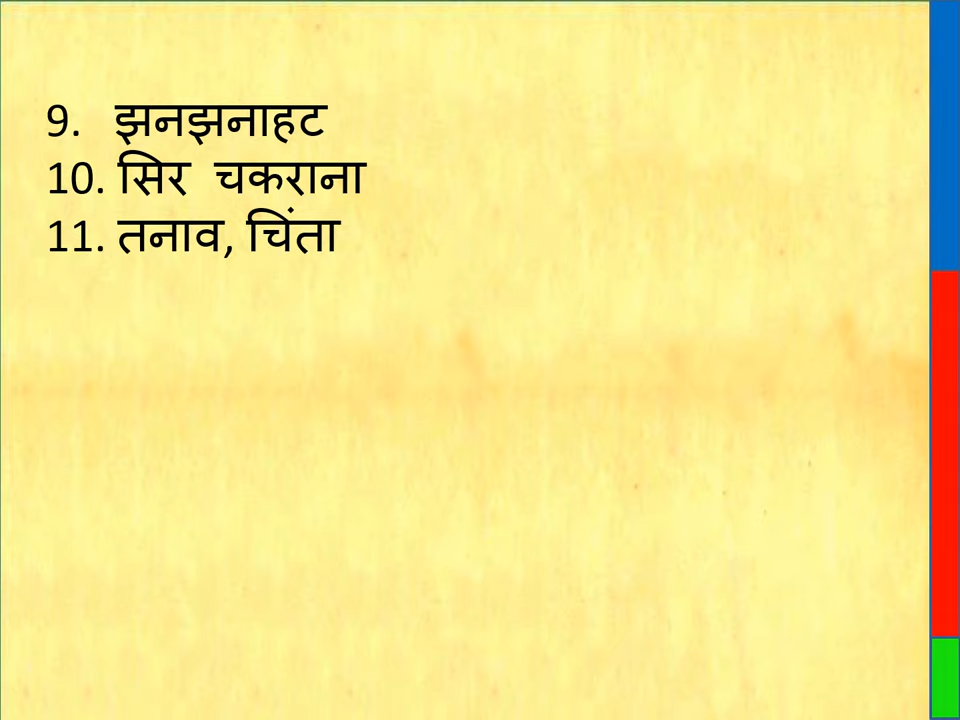 9. झनझनाहट
10. सिर चकराना
11. तनाव, चिंता